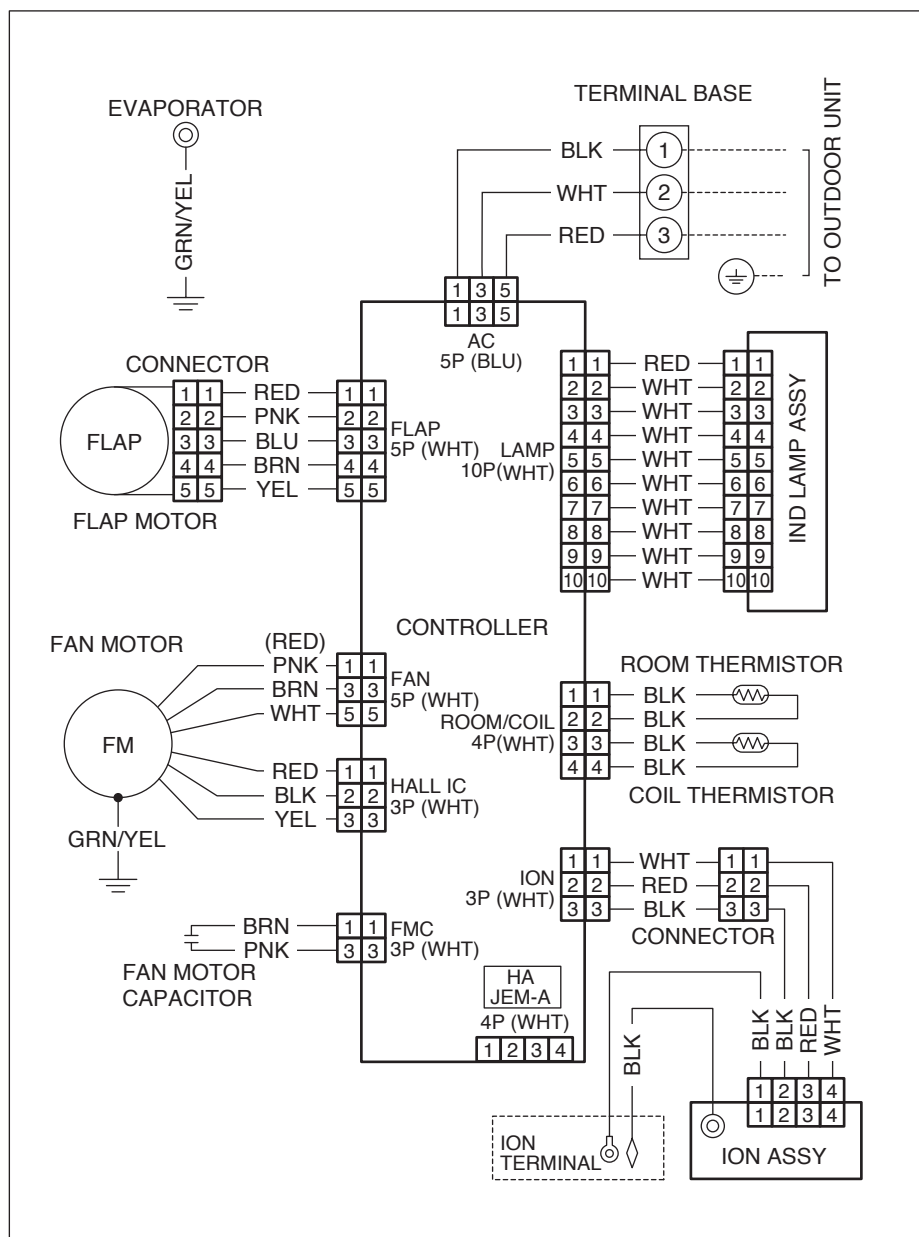 EVAPORATOR
GRN/YEL
TERMINAL BASE
BLK 1
WHT 2
RED 3
TO OUTDOOR UNIT
1 3 5
1 3 5
AC
5P (BLU)
CONNECTOR
1 1 RED 1 1
2 2 PNK 2 2
3 3 BLU 3 3
4 4 BRN 4 4
5 5 YEL 5 5
FLAP
FLAP MOTOR
FLAP
5P (WHT)
LAMP
10P(WHT)
1 1 RED 1 1
2 2 WHT 2 2
3 3 WHT 3 3
4 4 WHT 4 4
5 5 WHT 5 5
6 6 WHT 6 6
7 7 WHT 7 7
8 8 WHT 8 8
9 9 WHT 9 9
10 10 WHT 10 10
IND LAMP ASSY
CONTROLLER
FAN MOTOR
FM
(RED)
PNK 1 1
BRN 3 3
WHT 5 5
FAN
5P (WHT)
RED 1 1
BLK 2 2
YEL 3 3
HALL IC
3P (WHT)
GRN/YEL
ROOM THERMISTOR
ROOM/COIL
4P(WHT)
1 1 BLK
2 2 BLK
3 3 BLK
4 4 BLK
COIL THERMISTOR
BRN 1 1
PNK 3 3
FMC
3P (WHT)
FAN MOTOR
CAPACITOR
ION
3P (WHT)
1 1 WHT 1 1
2 2 RED 2 2
3 3 BLK 3 3
CONNECTOR
HA
JEM-A
4P (WHT)
1 2 3 4
BLK
BLK
BLK
RED
WHT
1 2 3 4
1 2 3 4
ION
TERMINAL
ION ASSY